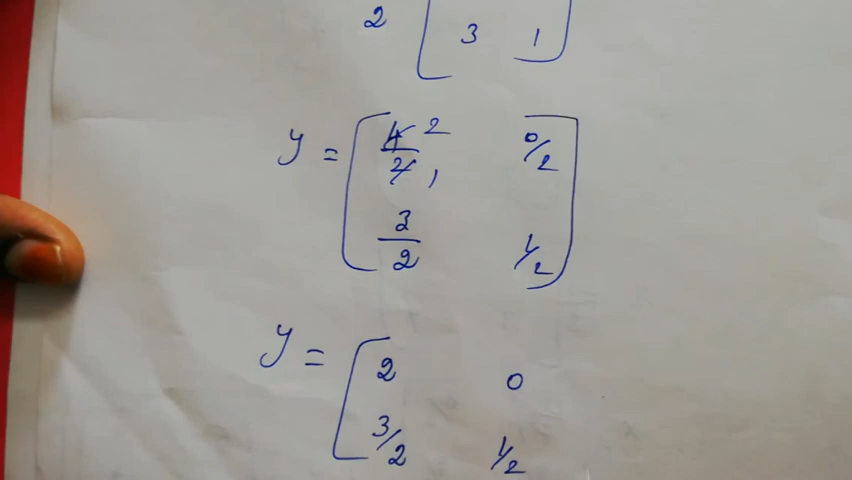 2 [ 3 1 ]
y = [ 4̶ 2 / 2̶ 1 0/2
3/2 1/2 ]
y = [ 2 0
3/2 1/2